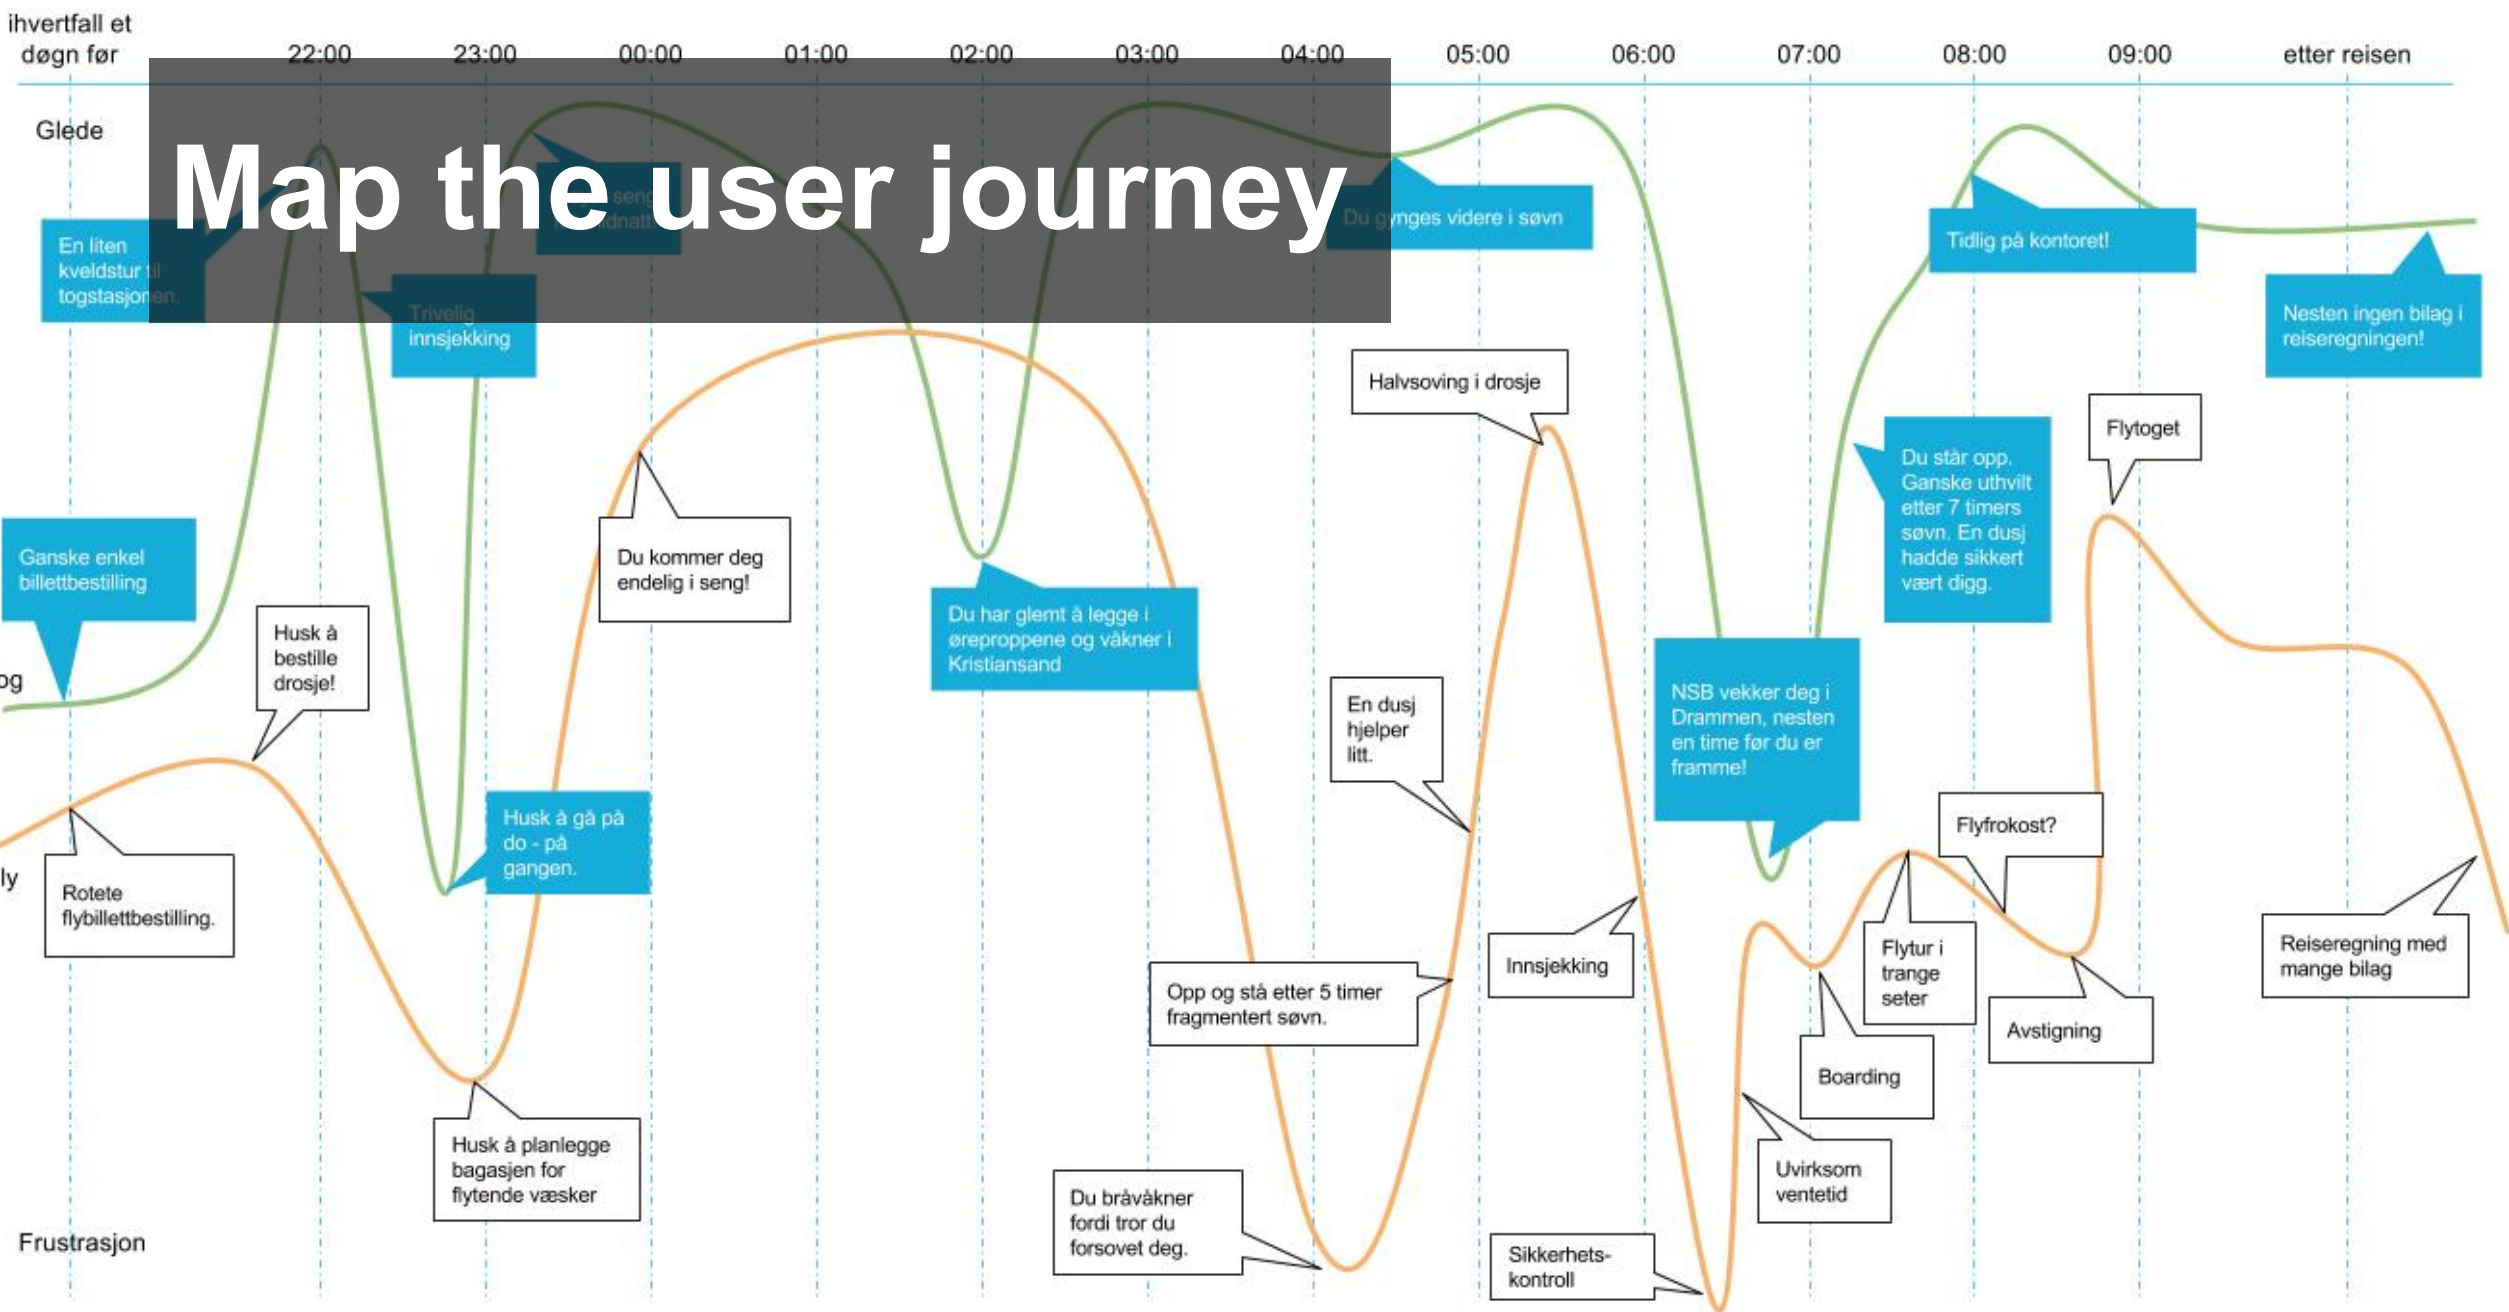 ihvertfall et
døgn før
22:00
23:00
00:00
01:00
02:00
03:00
04:00
05:00
06:00
07:00
08:00
09:00
etter reisen
Glede
Map the user journey
seng
En liten
kveldstur til
togstasjonen.
Trivelig
innsjekking
Du gynges videre i søvn
Tidlig på kontoret!
Nesten ingen bilag i
reiseregningen!
Halvsoving i drosje
Flytoget
Du står opp.
Ganske uthvilt
etter 7 timers
søvn. En dusj
hadde sikkert
vært digg.
Ganske enkel
billettbestilling
Du kommer deg
endelig i seng!
Husk å
bestille
drosje!
Du har glemt å legge i
øreproppene og våkner i
Kristiansand
og
En dusj
hjelper
litt.
NSB vekker deg i
Drammen, nesten
en time før du er
framme!
Husk å gå på
do - på
gangen.
Flyfrokost?
ly
Rotete
flybillettbestilling.
Innsjekking
Flytur i
trange
seter
Reiseregning med
mange bilag
Opp og stå etter 5 timer
fragmentert søvn.
Avstigning
Boarding
Husk å planlegge
bagasjen for
flytende væsker
Uvirksom
ventetid
Du bråvåkner
fordi tror du
forsovet deg.
Frustrasjon
Sikkerhets-
kontroll